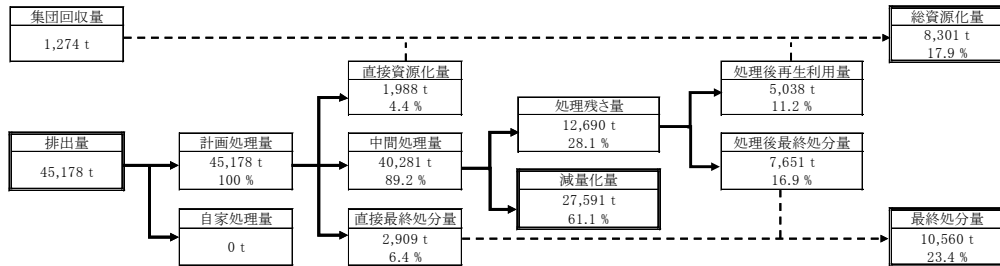 集団回収量
1,274 t
総資源化量
8,301 t
17.9 %
直接資源化量
1,988 t
4.4 %
処理後再生利用量
5,038 t
11.2 %
処理残さ量
12,690 t
28.1 %
排出量
45,178 t
計画処理量
45,178 t
100 %
中間処理量
40,281 t
89.2 %
処理後最終処分量
7,651 t
16.9 %
減量化量
27,591 t
61.1 %
自家処理量
0 t
直接最終処分量
2,909 t
6.4 %
最終処分量
10,560 t
23.4 %